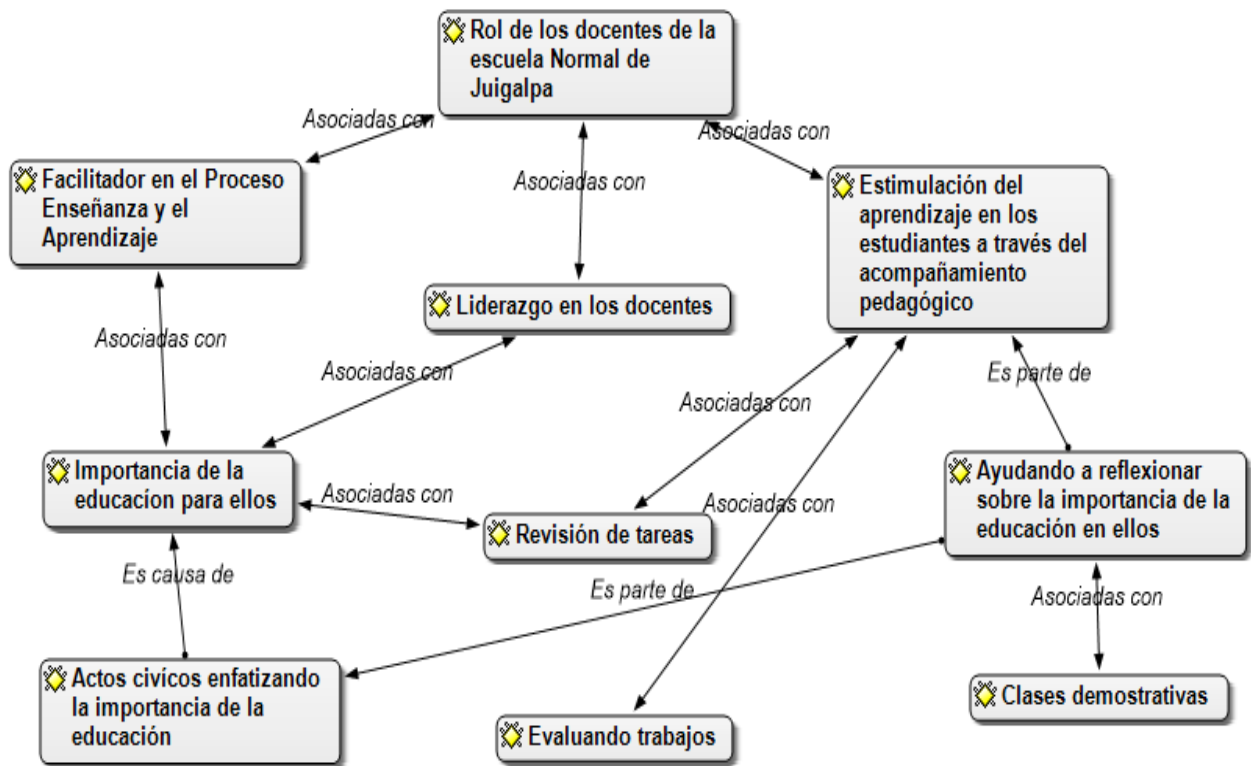 Rol de los docentes de la
escuela Normal de
Juigalpa
Asociadas con
Asociadas con
Asociadas con
Facilitador en el Proceso
Enseñanza y el
Aprendizaje
Estimulación del
aprendizaje en los
estudiantes a través del
acompañamiento
pedagógico
Liderazgo en los docentes
Asociadas con
Asociadas con
Asociadas con
Es parte de
Importancia de la
educacíon para ellos
Asociadas con
Revisión de tareas
Asociadas con
Ayudando a reflexionar
sobre la importancia de la
educación en ellos
Es causa de
Es parte de
Asociadas con
Actos civícos enfatizando
la importancia de la
educación
Evaluando trabajos
Clases demostrativas